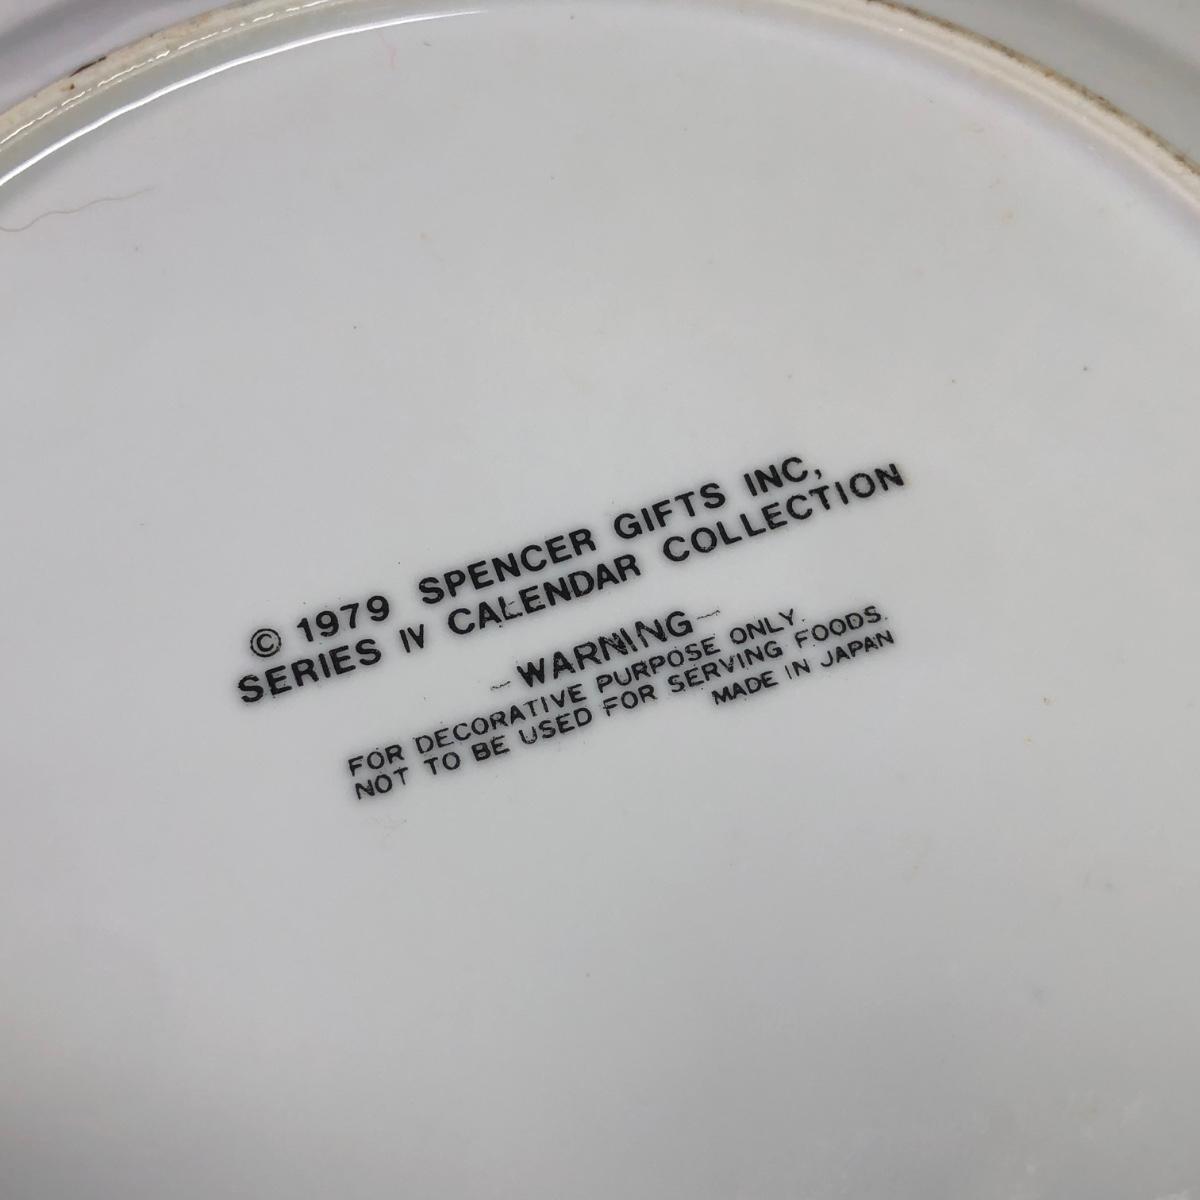 © 1979 SPENCER GIFTS INC,
SERIES IV CALENDAR COLLECTION
-WARNING-
FOR DECORATIVE PURPOSE ONLY.
NOT TO BE USED FOR SERVING FOODS.
MADE IN JAPAN